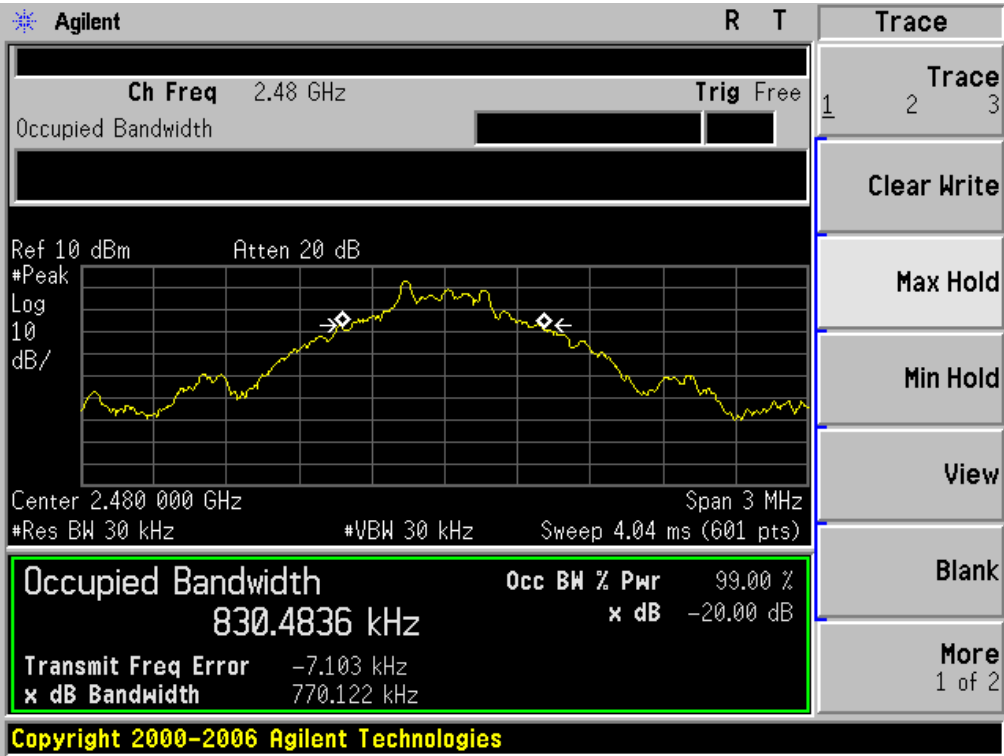 Agilent R T Trace
Ch Freq 2.48 GHz Trig Free
Occupied Bandwidth
Ref 10 dBm Atten 20 dB
#Peak
Log
10
dB/
Center 2.480 000 GHz Span 3 MHz
#Res BW 30 kHz #VBW 30 kHz Sweep 4.04 ms (601 pts)
Occupied Bandwidth
830.4836 kHz
Occ BW % Pwr 99.00 %
x dB -20.00 dB
Transmit Freq Error -7.103 kHz
x dB Bandwidth 770.122 kHz
Copyright 2000-2006 Agilent Technologies
Trace
1 2 3
Clear Write
Max Hold
Min Hold
View
Blank
More
1 of 2